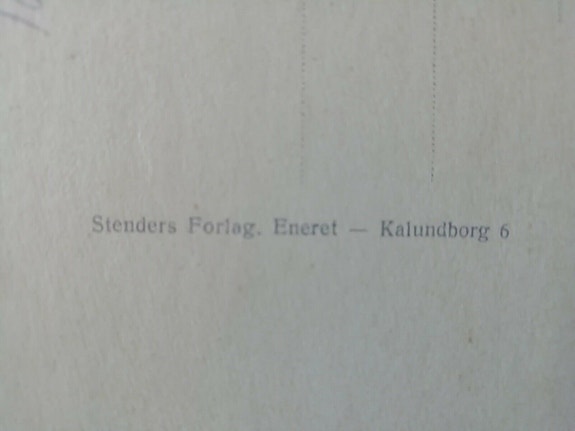 Stenders Forlag. Eneret — Kalundborg 6